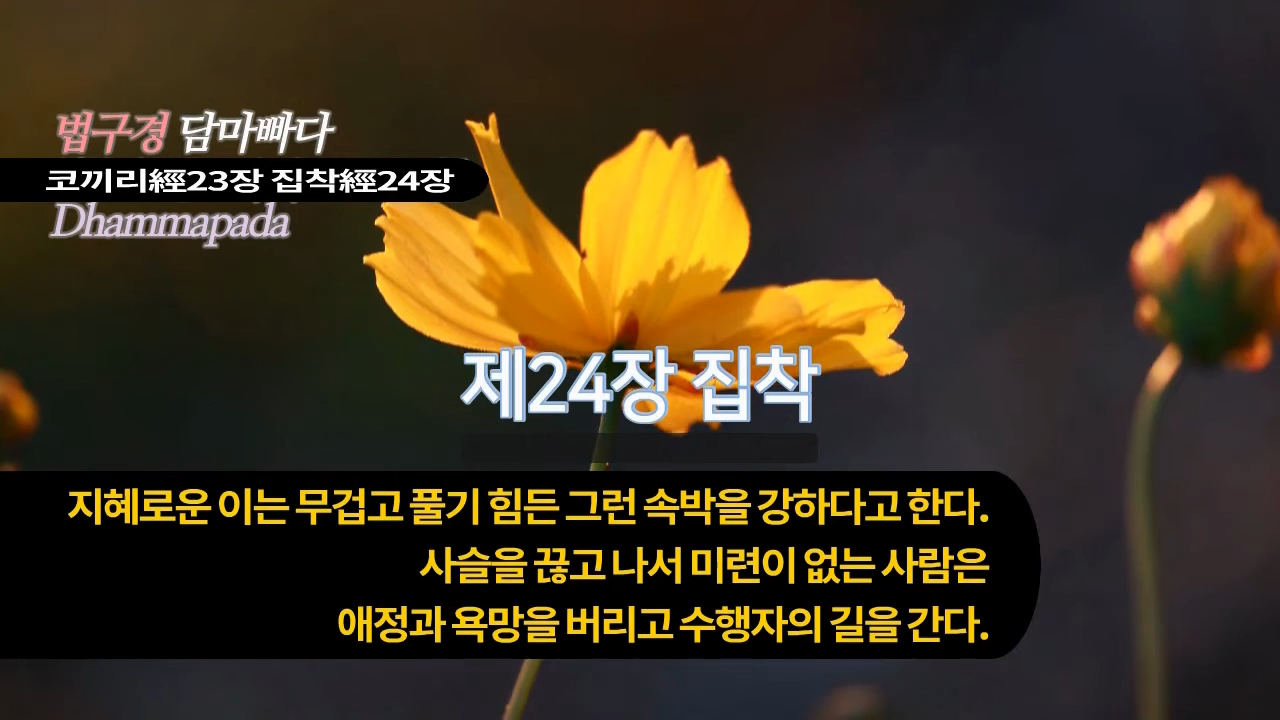 법구경 담마빠다
코끼리經23장 집착經24장
Dhammapada
제24장 집착
지혜로운 이는 무겁고 풀기 힘든 그런 속박을 강하다고 한다.
사슬을 끊고 나서 미련이 없는 사람은
애정과 욕망을 버리고 수행자의 길을 간다.